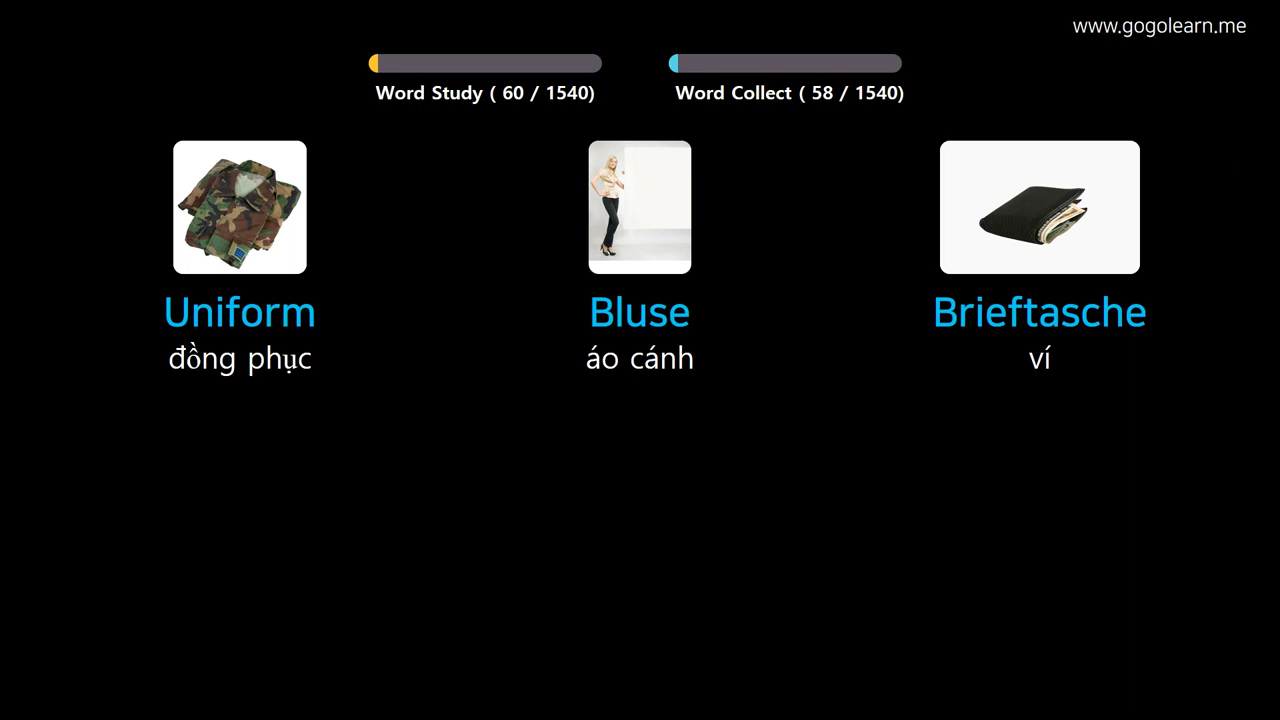 www.gogolearn.me
Word Study ( 60 / 1540)
Word Collect ( 58 / 1540)
Uniform
đồng phục
Bluse
áo cánh
Brieftasche
ví